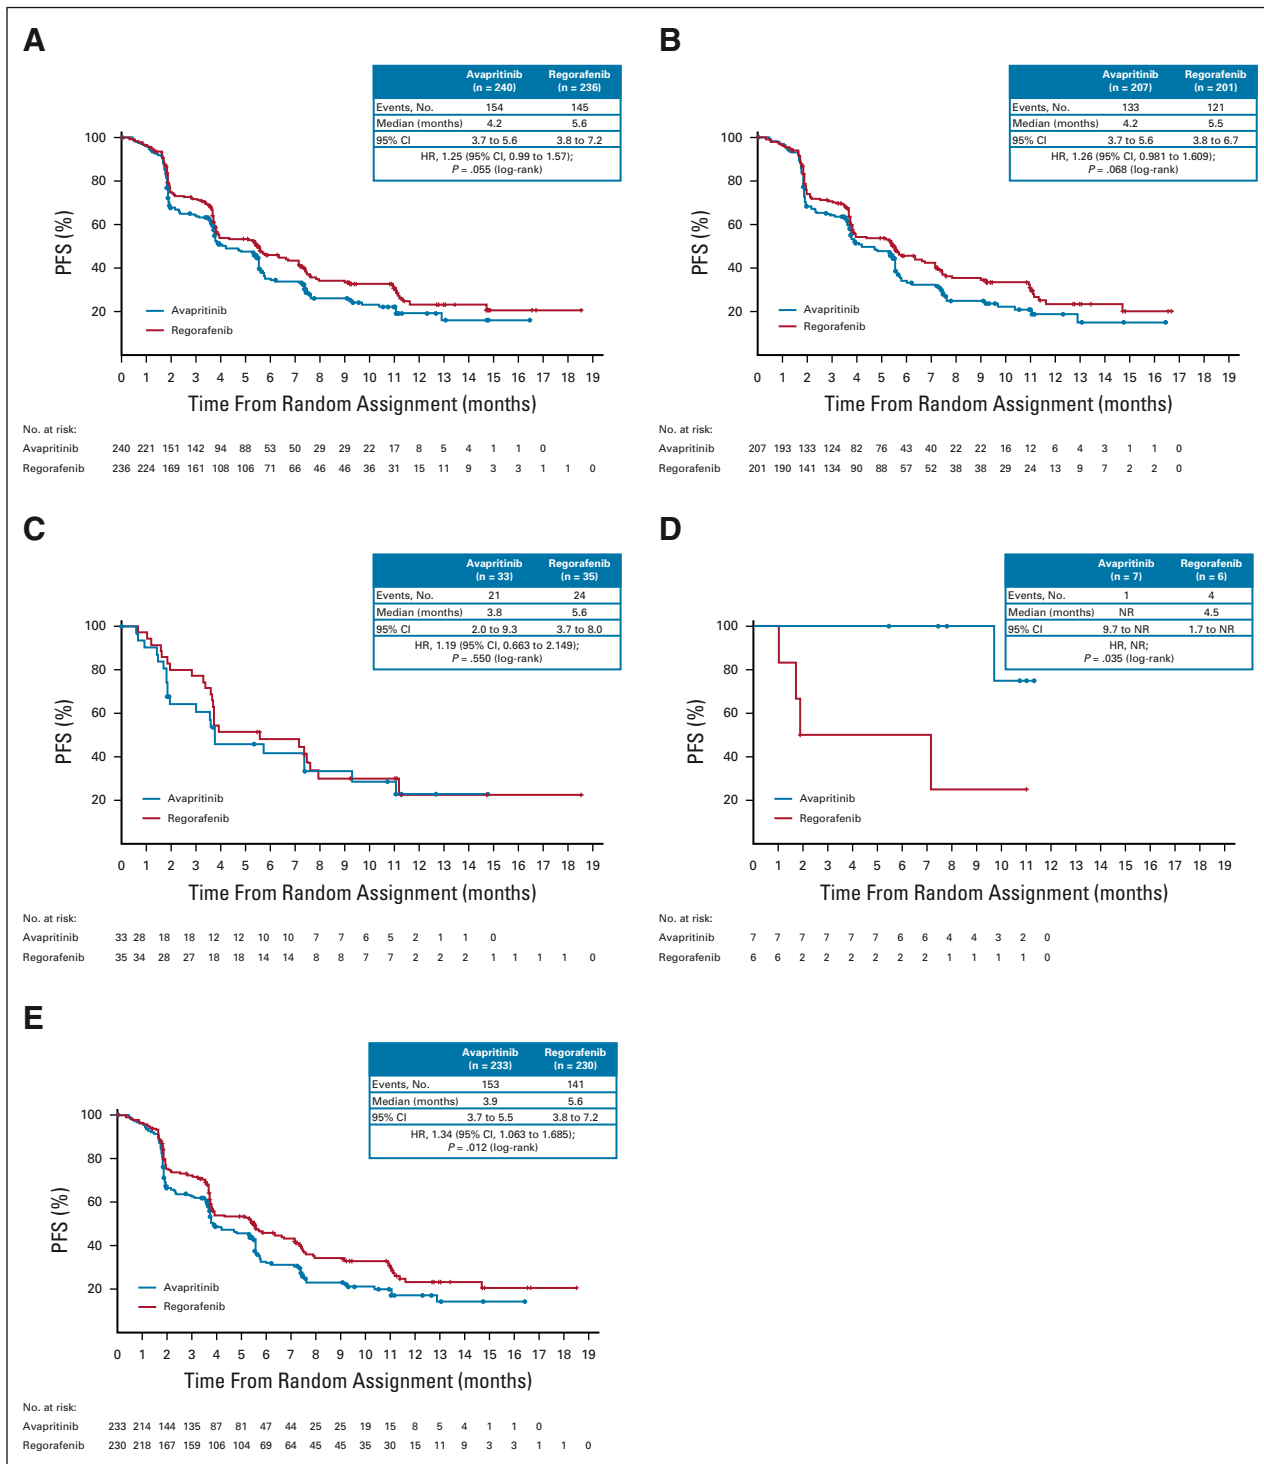 A
Avapritinib Regorafenib
(n = 240) (n = 236)
Events, No. 154 145
Median (months) 4.2 5.6
95% CI 3.7 to 5.6 3.8 to 7.2
HR, 1.25 (95% CI, 0.99 to 1.57);
P = .055 (log-rank)
100
80
60
40
20
PFS (%)
Avapritinib
Regorafenib
0 1 2 3 4 5 6 7 8 9 10 11 12 13 14 15 16 17 18 19
Time From Random Assignment (months)
No. at risk:
Avapritinib 240 221 151 142 94 88 53 50 29 29 22 17 8 5 4 1 1 0
Regorafenib 236 224 169 161 108 106 71 66 46 46 36 31 15 11 9 3 3 1 1 0
B
Avapritinib Regorafenib
(n = 207) (n = 201)
Events, No. 133 121
Median (months) 4.2 5.5
95% CI 3.7 to 5.6 3.8 to 6.7
HR, 1.26 (95% CI, 0.981 to 1.609);
P = .068 (log-rank)
100
80
60
40
20
PFS (%)
Avapritinib
Regorafenib
0 1 2 3 4 5 6 7 8 9 10 11 12 13 14 15 16 17 18 19
Time From Random Assignment (months)
No. at risk:
Avapritinib 207 193 133 124 82 76 43 40 22 22 16 12 6 4 3 1 1 0
Regorafenib 201 190 141 134 90 88 57 52 38 38 29 24 13 9 7 2 2 0
C
Avapritinib Regorafenib
(n = 33) (n = 35)
Events, No. 21 24
Median (months) 3.8 5.6
95% CI 2.0 to 9.3 3.7 to 8.0
HR, 1.19 (95% CI, 0.663 to 2.149);
P = .550 (log-rank)
100
80
60
40
20
PFS (%)
Avapritinib
Regorafenib
0 1 2 3 4 5 6 7 8 9 10 11 12 13 14 15 16 17 18 19
Time From Random Assignment (months)
No. at risk:
Avapritinib 33 28 18 18 12 12 10 10 7 7 6 5 2 1 1 0
Regorafenib 35 34 28 27 18 18 14 14 8 8 7 7 2 2 2 1 1 1 1 0
D
Avapritinib Regorafenib
(n = 7) (n = 6)
Events, No. 1 4
Median (months) NR 4.5
95% CI 9.7 to NR 1.7 to NR
HR, NR;
P = .035 (log-rank)
100
80
60
40
20
PFS (%)
Avapritinib
Regorafenib
0 1 2 3 4 5 6 7 8 9 10 11 12 13 14 15 16 17 18 19
Time From Random Assignment (months)
No. at risk:
Avapritinib 7 7 7 7 7 7 6 6 4 4 3 2 0
Regorafenib 6 6 2 2 2 2 2 2 1 1 1 1 0
E
Avapritinib Regorafenib
(n = 233) (n = 230)
Events, No. 153 141
Median (months) 3.9 5.6
95% CI 3.7 to 5.5 3.8 to 7.2
HR, 1.34 (95% CI, 1.063 to 1.685);
P = .012 (log-rank)
100
80
60
40
20
PFS (%)
Avapritinib
Regorafenib
0 1 2 3 4 5 6 7 8 9 10 11 12 13 14 15 16 17 18 19
Time From Random Assignment (months)
No. at risk:
Avapritinib 233 214 144 135 87 81 47 44 25 25 19 15 8 5 4 1 1 0
Regorafenib 230 218 167 159 106 104 69 64 45 45 35 30 15 11 9 3 3 1 1 0